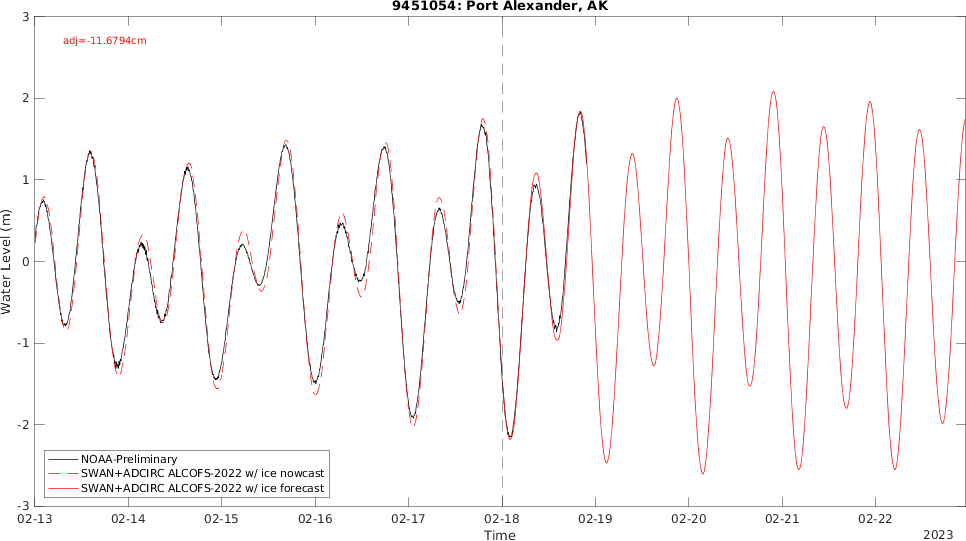 9451054: Port Alexander, AK
adj=-11.6794cm
Water Level (m)
3
2
1
0
-1
-2
-3
NOAA-Preliminary
SWAN+ADCIRC ALCOFS-2022 w/ ice nowcast
SWAN+ADCIRC ALCOFS-2022 w/ ice forecast
02-13 02-14 02-15 02-16 02-17 02-18 02-19 02-20 02-21 02-22
Time
2023